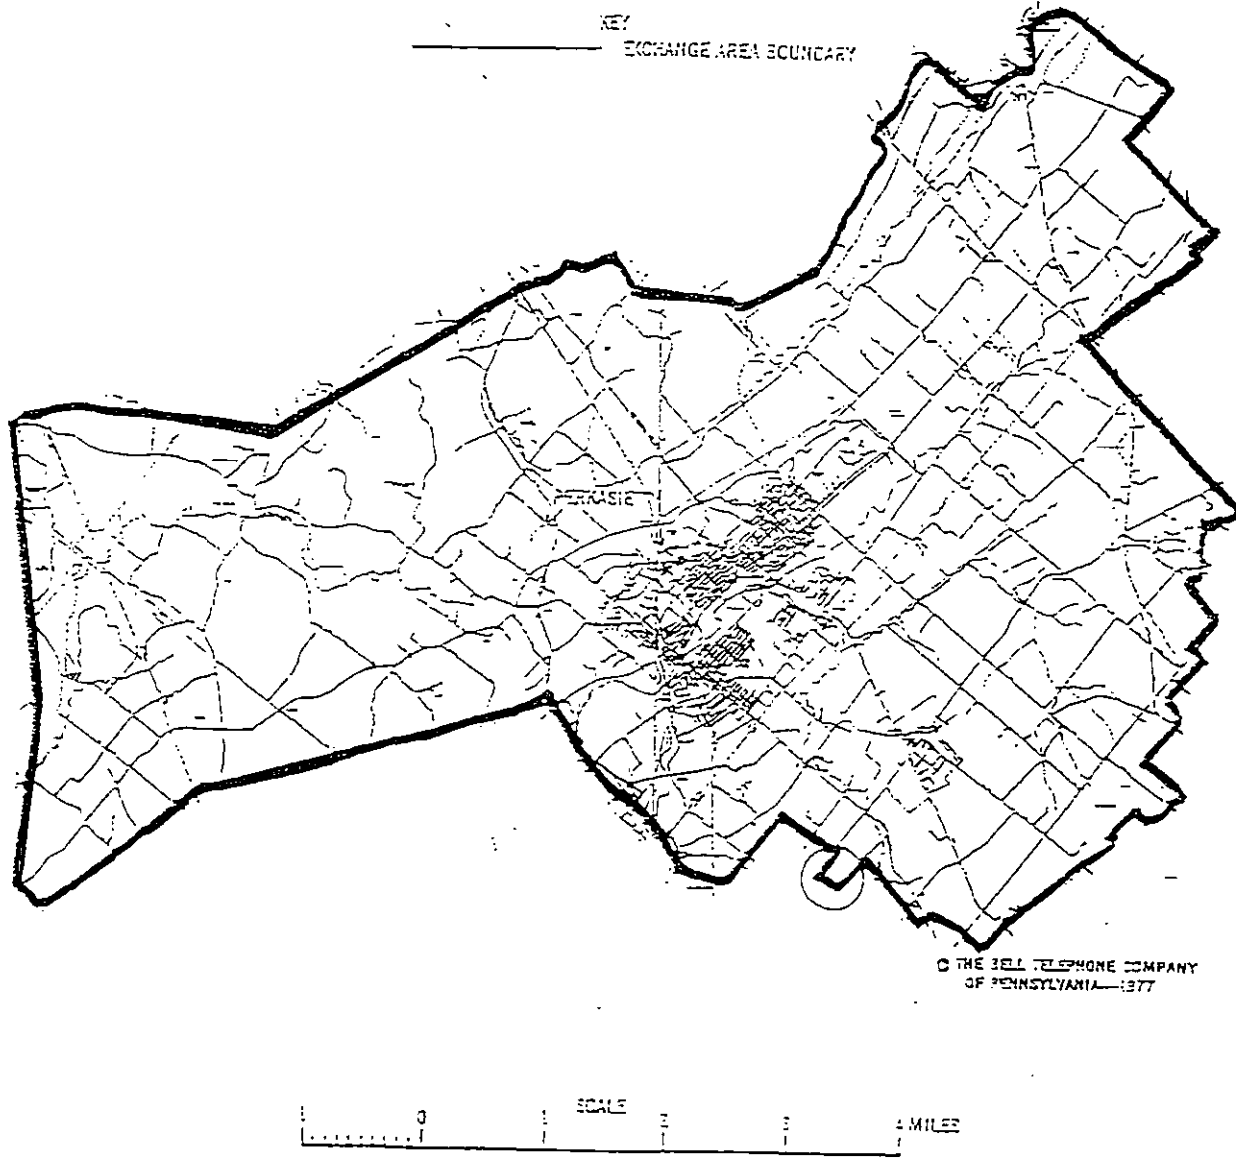 KEY
EXCHANGE AREA BOUNDARY
PERKASIE
© THE BELL TELEPHONE COMPANY
OF PENNSYLVANIA—1977
SCALE
1 0 1 2 3 4 MILES